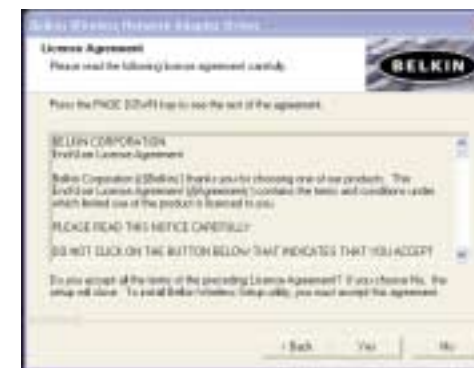 Belkin Wireless Network Adapter Driver
License Agreement
Please read the following license agreement carefully.
BELKIN
Press the PAGE DOWN key to see the rest of the agreement.
BELKIN CORPORATION
End-User License Agreement
Belkin Corporation thanks you for choosing one of our products. This
End-User License Agreement contains the terms and conditions under
which limited use of the product is licensed to you.
PLEASE READ THIS NOTICE CAREFULLY
DO NOT CLICK ON THE BUTTON BELOW THAT INDICATES THAT YOU ACCEPT
Do you accept all the terms of the preceding License Agreement? If you choose No, the
setup will close. To install Belkin Wireless Setup utility, you must accept this agreement.
< Back
Yes
No